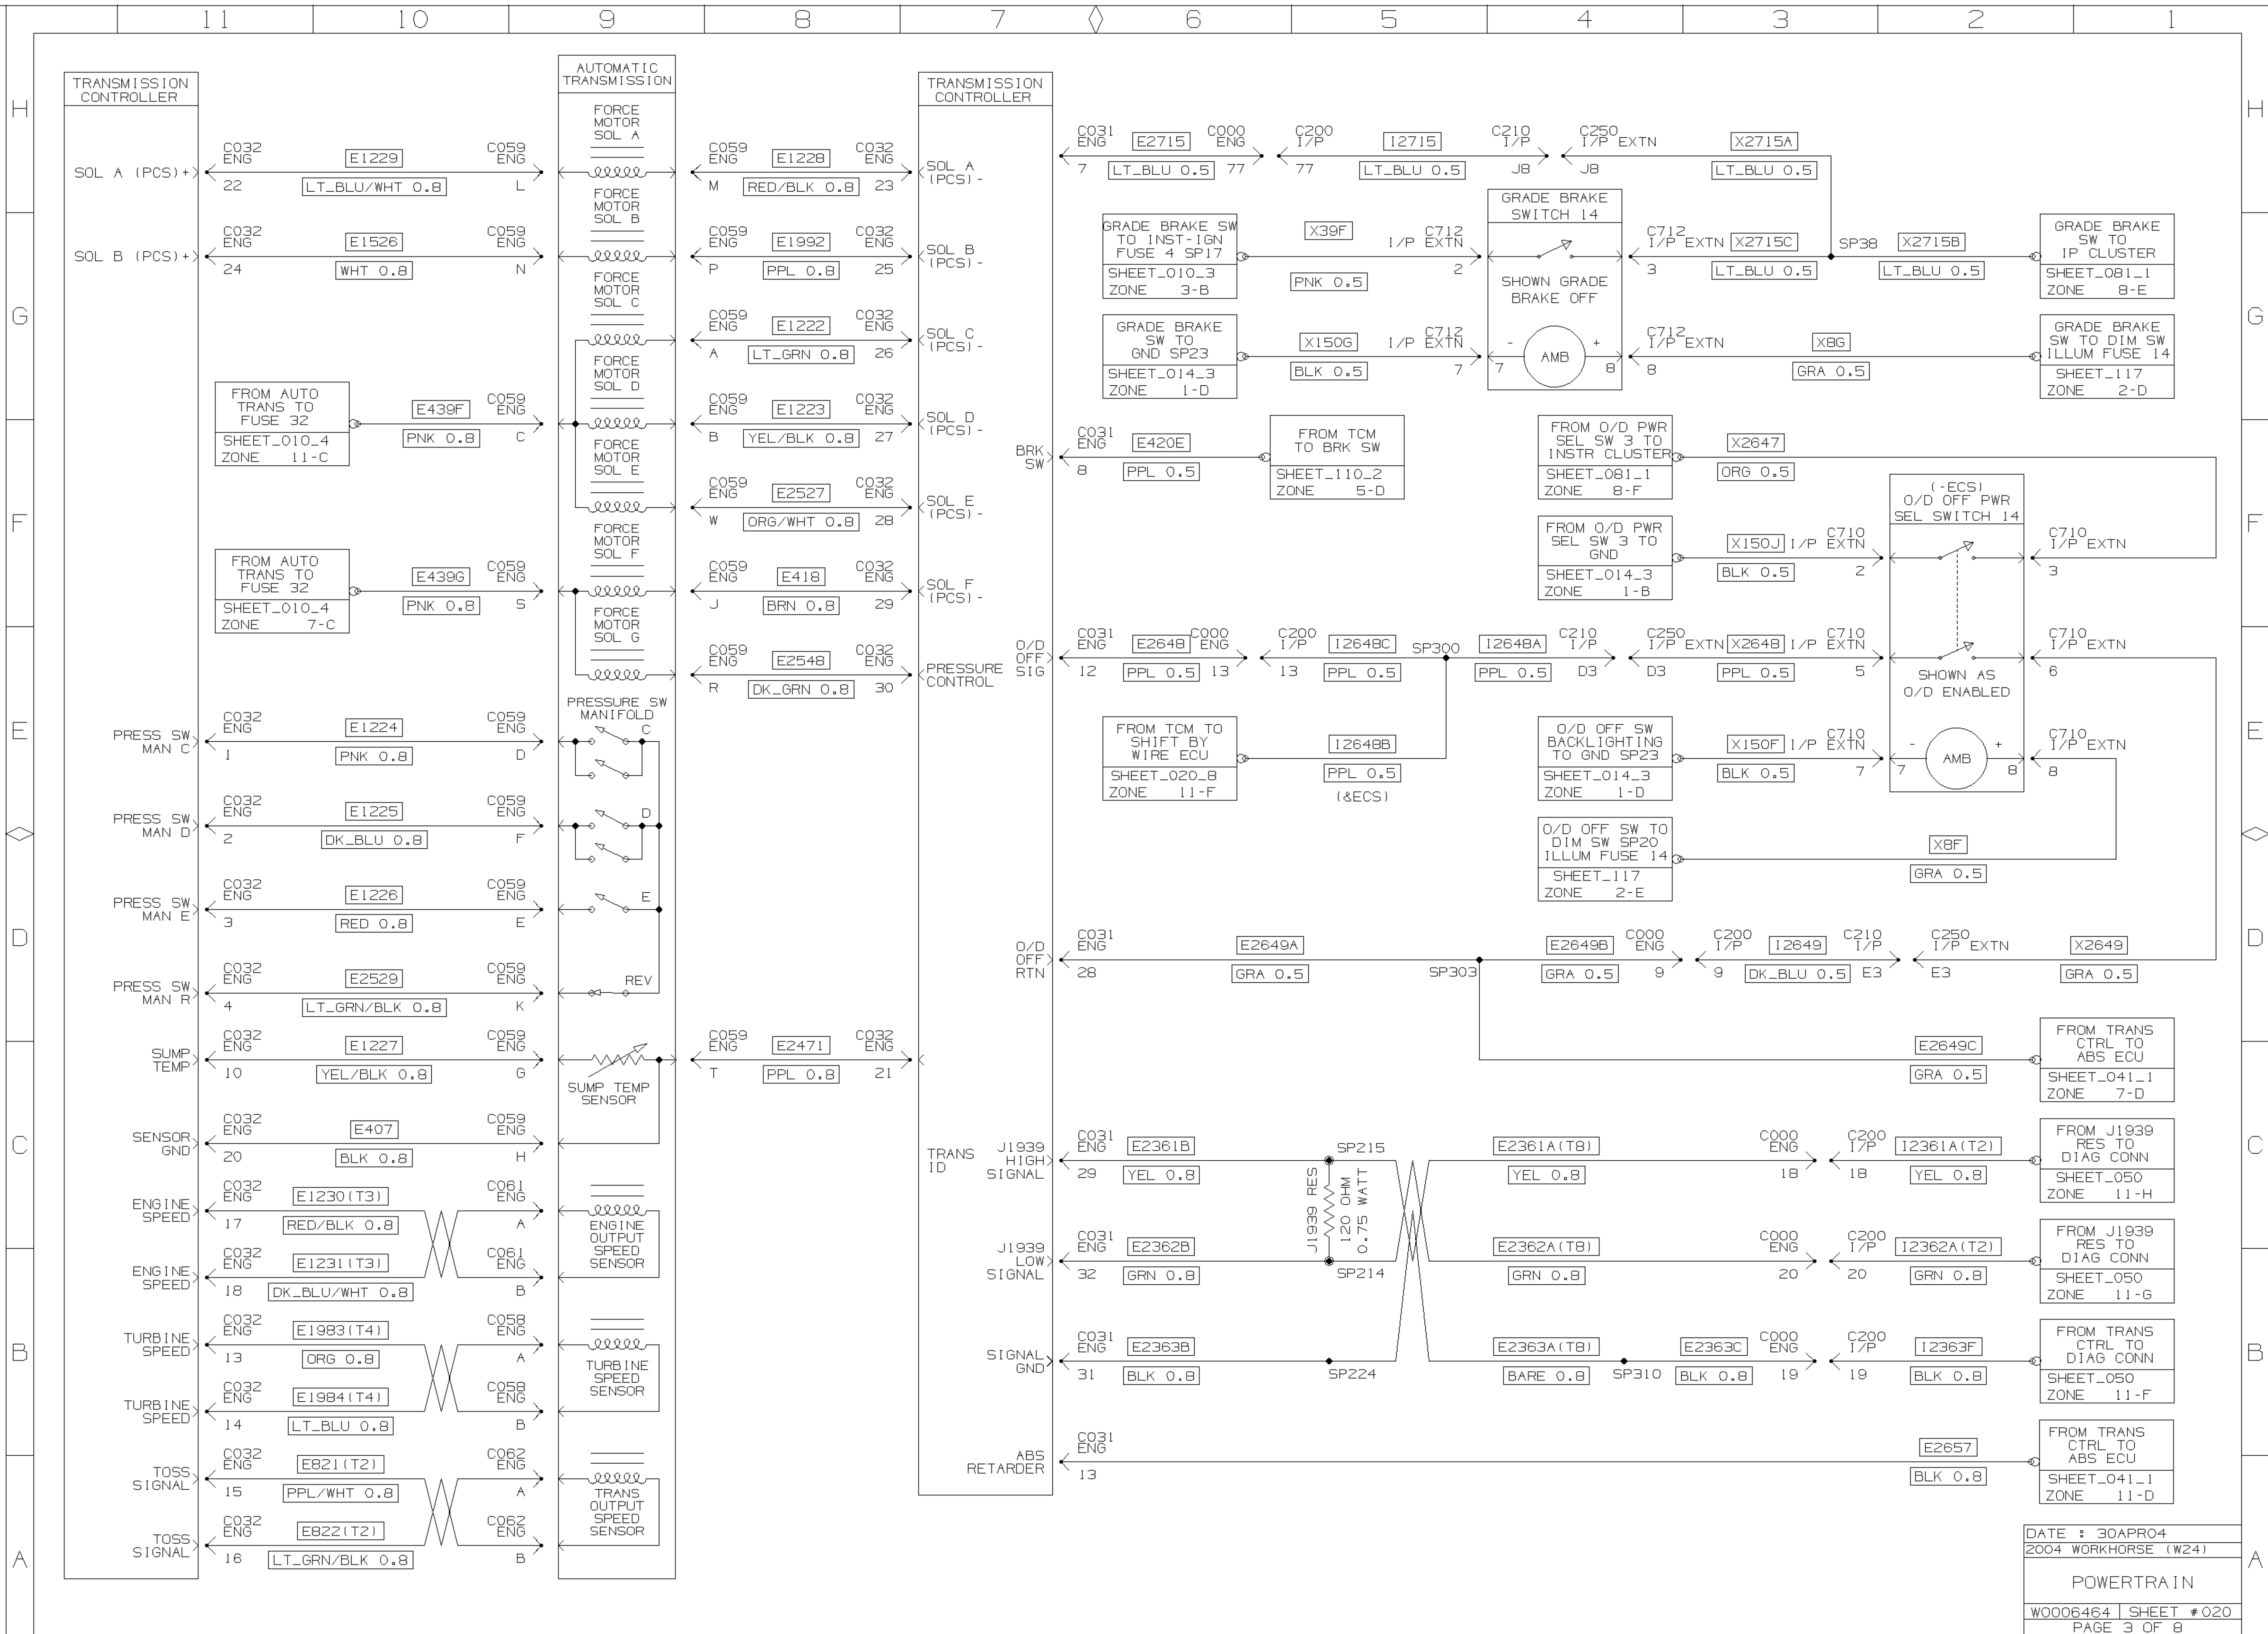 11 10 9 8 7 6 5 4 3 2 1
H
G
F
E
D
C
B
A
TRANSMISSION
CONTROLLER
SOL A (PCS)+
C032
ENG
22
E1229
LT_BLU/WHT 0.8
C059
ENG
L
SOL B (PCS)+
C032
ENG
24
E1526
WHT 0.8
C059
ENG
N
FROM AUTO
TRANS TO
FUSE 32
SHEET_010_4
ZONE 11-C
E439F
PNK 0.8
C059
ENG
C
FROM AUTO
TRANS TO
FUSE 32
SHEET_010_4
ZONE 7-C
E439G
PNK 0.8
C059
ENG
S
PRESS SW
MAN C
C032
ENG
1
E1224
PNK 0.8
C059
ENG
D
PRESS SW
MAN D
C032
ENG
2
E1225
DK_BLU 0.8
C059
ENG
F
PRESS SW
MAN E
C032
ENG
3
E1226
RED 0.8
C059
ENG
E
PRESS SW
MAN R
C032
ENG
4
E2529
LT_GRN/BLK 0.8
C059
ENG
K
SUMP
TEMP
C032
ENG
10
E1227
YEL/BLK 0.8
C059
ENG
G
SENSOR
GND
C032
ENG
20
E407
BLK 0.8
C059
ENG
H
ENGINE
SPEED
C032
ENG
17
E1230(T3)
RED/BLK 0.8
C061
ENG
A
ENGINE
SPEED
C032
ENG
18
E1231(T3)
DK_BLU/WHT 0.8
C061
ENG
B
TURBINE
SPEED
C032
ENG
13
E1983(T4)
ORG 0.8
C058
ENG
A
TURBINE
SPEED
C032
ENG
14
E1984(T4)
LT_BLU 0.8
C058
ENG
B
TOSS
SIGNAL
C032
ENG
15
E821(T2)
PPL/WHT 0.8
C062
ENG
A
TOSS
SIGNAL
C032
ENG
16
E822(T2)
LT_GRN/BLK 0.8
C062
ENG
B
AUTOMATIC
TRANSMISSION
FORCE
MOTOR
SOL A
FORCE
MOTOR
SOL B
FORCE
MOTOR
SOL C
FORCE
MOTOR
SOL D
FORCE
MOTOR
SOL E
FORCE
MOTOR
SOL F
FORCE
MOTOR
SOL G
PRESSURE SW
MANIFOLD
C
D
E
REV
SUMP TEMP
SENSOR
ENGINE
OUTPUT
SPEED
SENSOR
TURBINE
SPEED
SENSOR
TRANS
OUTPUT
SPEED
SENSOR
C059
ENG
M
E1228
RED/BLK 0.8
C032
ENG
23
C059
ENG
P
E1992
PPL 0.8
C032
ENG
25
C059
ENG
A
E1222
LT_GRN 0.8
C032
ENG
26
C059
ENG
B
E1223
YEL/BLK 0.8
C032
ENG
27
C059
ENG
W
E2527
ORG/WHT 0.8
C032
ENG
28
C059
ENG
J
E418
BRN 0.8
C032
ENG
29
C059
ENG
R
E2548
DK_GRN 0.8
C032
ENG
30
C059
ENG
T
E2471
PPL 0.8
C032
ENG
21
TRANSMISSION
CONTROLLER
SOL A
(PCS)-
SOL B
(PCS)-
SOL C
(PCS)-
SOL D
(PCS)-
SOL E
(PCS)-
SOL F
(PCS)-
PRESSURE
CONTROL
TRANS
ID
BRK
SW
O/D
OFF
SIG
O/D
OFF
RTN
J1939
HIGH
SIGNAL
J1939
LOW
SIGNAL
SIGNAL
GND
ABS
RETARDER
C031
ENG
7
E2715
LT_BLU 0.5
C000
ENG
77
C200
I/P
77
I2715
LT_BLU 0.5
C210
I/P
J8
C250
I/P EXTN
J8
X2715A
LT_BLU 0.5
GRADE BRAKE SW
TO INST-IGN
FUSE 4 SP17
SHEET_010_3
ZONE 3-B
X39F
PNK 0.5
C712
I/P EXTN
2
GRADE BRAKE
SWITCH 14
SHOWN GRADE
BRAKE OFF
- AMB +
7 8
C712
I/P EXTN
3
X2715C
LT_BLU 0.5
SP38
X2715B
LT_BLU 0.5
GRADE BRAKE
SW TO
IP CLUSTER
SHEET_081_1
ZONE 8-E
GRADE BRAKE
SW TO
GND SP23
SHEET_014_3
ZONE 1-D
X150G
BLK 0.5
C712
I/P EXTN
7
C712
I/P EXTN
8
X8G
GRA 0.5
GRADE BRAKE
SW TO DIM SW
ILLUM FUSE 14
SHEET_117
ZONE 2-D
C031
ENG
8
E420E
PPL 0.5
FROM TCM
TO BRK SW
SHEET_110_2
ZONE 5-D
FROM O/D PWR
SEL SW 3 TO
INSTR CLUSTER
SHEET_081_1
ZONE 8-F
X2647
ORG 0.5
FROM O/D PWR
SEL SW 3 TO
GND
SHEET_014_3
ZONE 1-B
X150J
BLK 0.5
C710
I/P EXTN
2
(-ECS)
O/D OFF PWR
SEL SWITCH 14
SHOWN AS
O/D ENABLED
- AMB +
7 8
C710
I/P EXTN
3
C031
ENG
12
E2648
PPL 0.5
C000
ENG
13
C200
I/P
13
I2648C
PPL 0.5
SP300
I2648A
PPL 0.5
C210
I/P
D3
C250
I/P EXTN
D3
X2648
PPL 0.5
C710
I/P EXTN
5
C710
I/P EXTN
6
FROM TCM TO
SHIFT BY
WIRE ECU
SHEET_020_8
ZONE 11-F
I2648B
PPL 0.5
(&ECS)
O/D OFF SW
BACKLIGHTING
TO GND SP23
SHEET_014_3
ZONE 1-D
X150F
BLK 0.5
C710
I/P EXTN
7
C710
I/P EXTN
8
O/D OFF SW TO
DIM SW SP20
ILLUM FUSE 14
SHEET_117
ZONE 2-E
X8F
GRA 0.5
C031
ENG
28
E2649A
GRA 0.5
SP303
E2649B
GRA 0.5
C000
ENG
9
C200
I/P
9
I2649
DK_BLU 0.5
C210
I/P
E3
C250
I/P EXTN
E3
X2649
GRA 0.5
E2649C
GRA 0.5
FROM TRANS
CTRL TO
ABS ECU
SHEET_041_1
ZONE 7-D
C031
ENG
29
E2361B
YEL 0.8
SP215
J1939 RES
120 OHM
0.75 WATT
E2361A(T8)
YEL 0.8
C000
ENG
18
C200
I/P
18
I2361A(T2)
YEL 0.8
FROM J1939
RES TO
DIAG CONN
SHEET_050
ZONE 11-H
C031
ENG
32
E2362B
GRN 0.8
SP214
E2362A(T8)
GRN 0.8
C000
ENG
20
C200
I/P
20
I2362A(T2)
GRN 0.8
FROM J1939
RES TO
DIAG CONN
SHEET_050
ZONE 11-G
C031
ENG
31
E2363B
BLK 0.8
SP224
E2363A(T8)
BARE 0.8
SP310
E2363C
BLK 0.8
C000
ENG
19
C200
I/P
19
I2363F
BLK 0.8
FROM TRANS
CTRL TO
DIAG CONN
SHEET_050
ZONE 11-F
C031
ENG
13
E2657
BLK 0.8
FROM TRANS
CTRL TO
ABS ECU
SHEET_041_1
ZONE 11-D
DATE : 30APR04
2004 WORKHORSE (W24)
POWERTRAIN
W0006464 SHEET #020
PAGE 3 OF 8
H
G
F
E
D
C
B
A